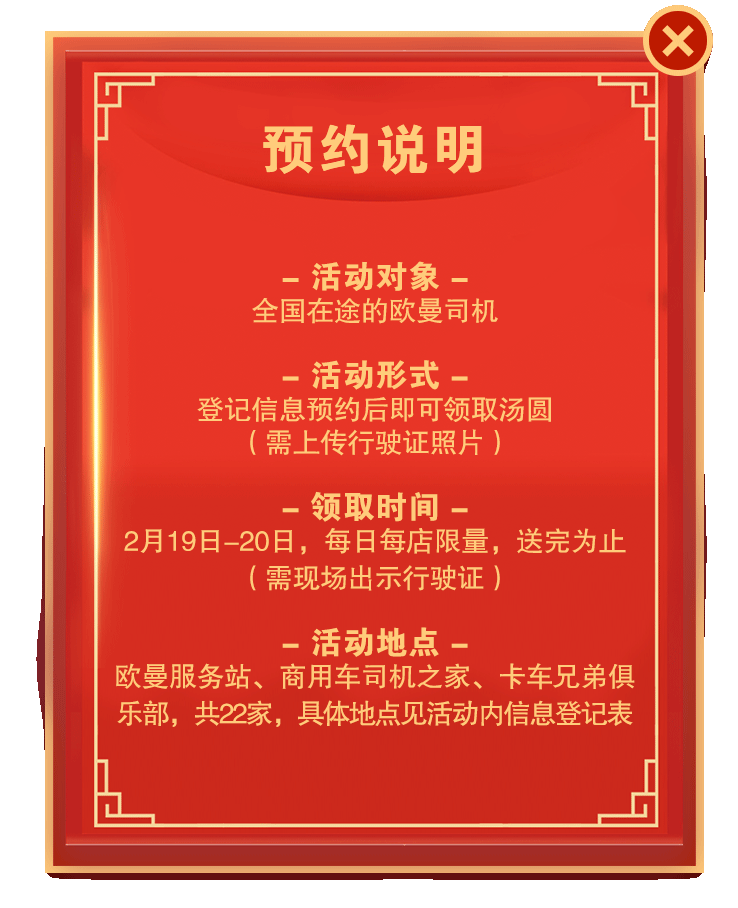 预约说明
– 活动对象 –
全国在途的欧曼司机
– 活动形式 –
登记信息预约后即可领取汤圆
（需上传行驶证照片）
– 领取时间 –
2月19日–20日，每日每店限量，送完为止
（需现场出示行驶证）
– 活动地点 –
欧曼服务站、商用车司机之家、卡车兄弟俱
乐部，共22家，具体地点见活动内信息登记表